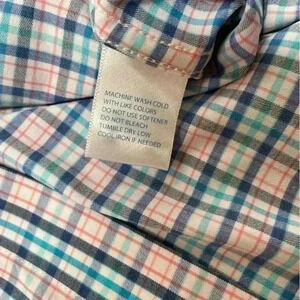 MACHINE WASH COLD
WITH LIKE COLORS
DO NOT USE SOFTENER
DO NOT BLEACH
TUMBLE DRY LOW
COOL IRON IF NEEDED